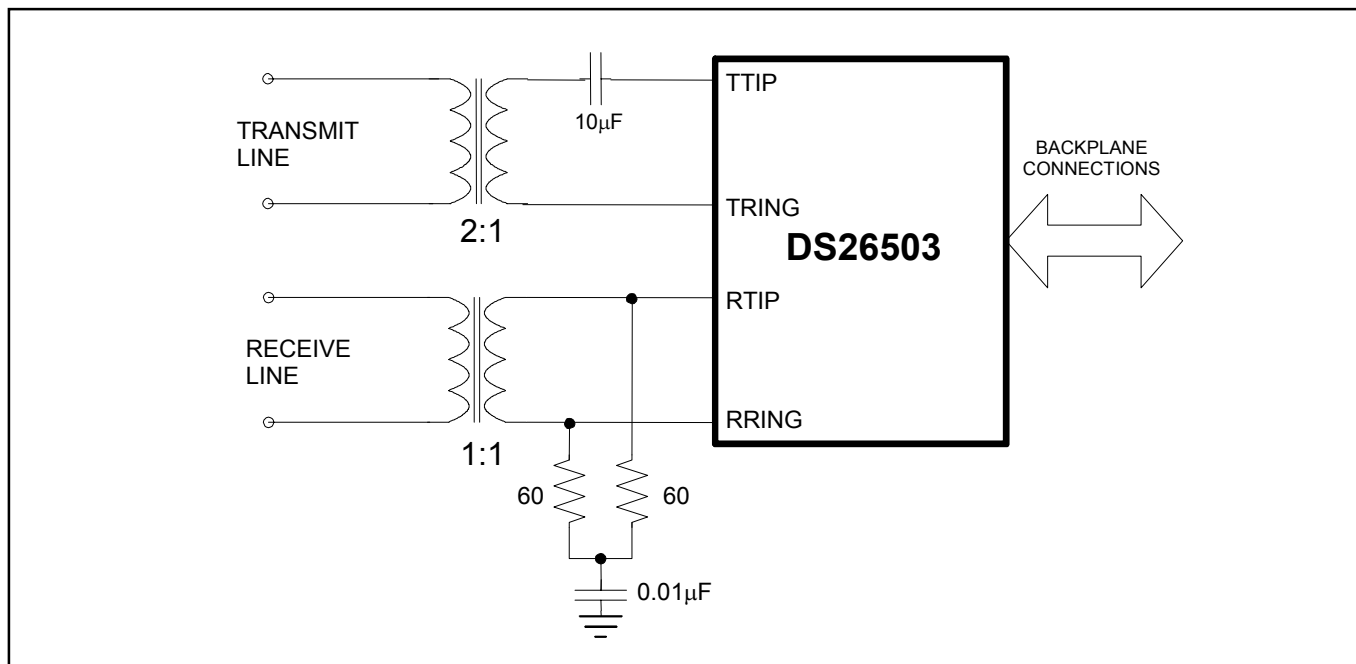 TTIP
10µF
TRANSMIT
LINE
BACKPLANE
CONNECTIONS
TRING
2:1
DS26503
RTIP
RECEIVE
LINE
RRING
1:1
60
60
0.01µF